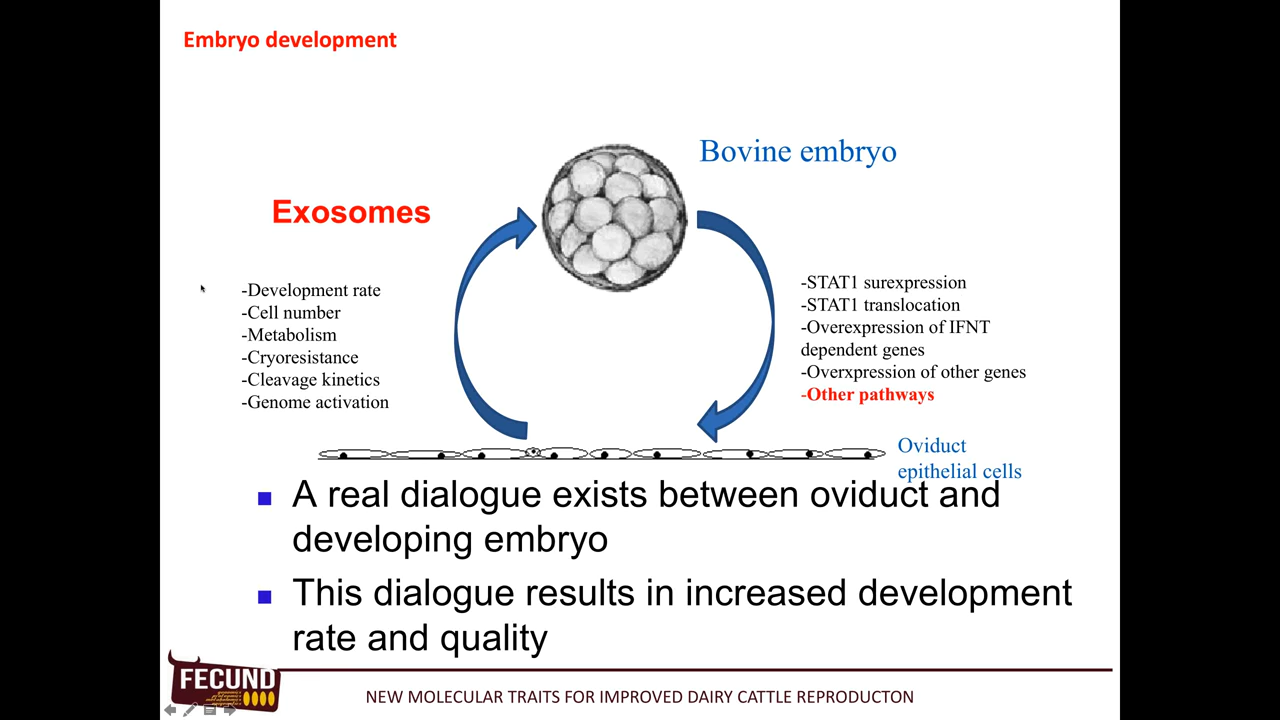 Embryo development
Bovine embryo
Exosomes
-Development rate
-Cell number
-Metabolism
-Cryoresistance
-Cleavage kinetics
-Genome activation
-STAT1 surexpression
-STAT1 translocation
-Overexpression of IFNT
dependent genes
-Overxpression of other genes
-Other pathways
Oviduct
epithelial cells
■ A real dialogue exists between oviduct and
developing embryo
■ This dialogue results in increased development
rate and quality
FECUND
NEW MOLECULAR TRAITS FOR IMPROVED DAIRY CATTLE REPRODUCTON